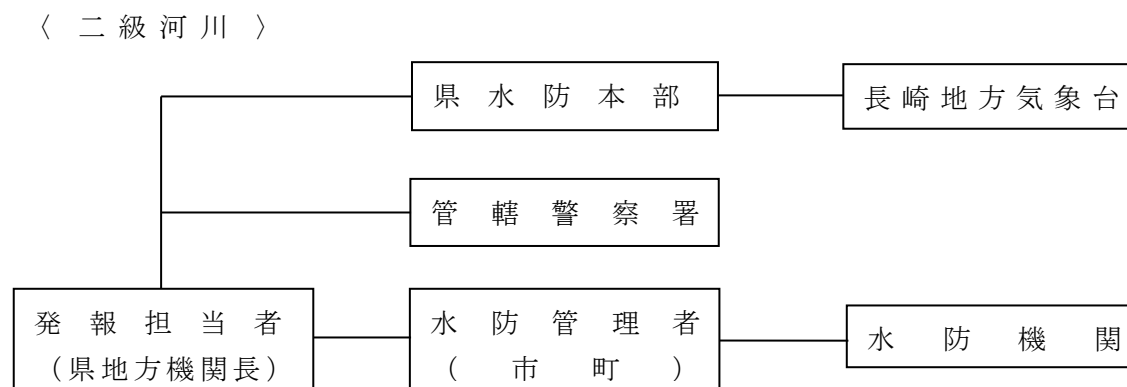 〈 二級河川 〉
県水防本部
長崎地方気象台
管轄警察署
発報担当者
(県地方機関長)
水防管理者
( 市町 )
水防機関